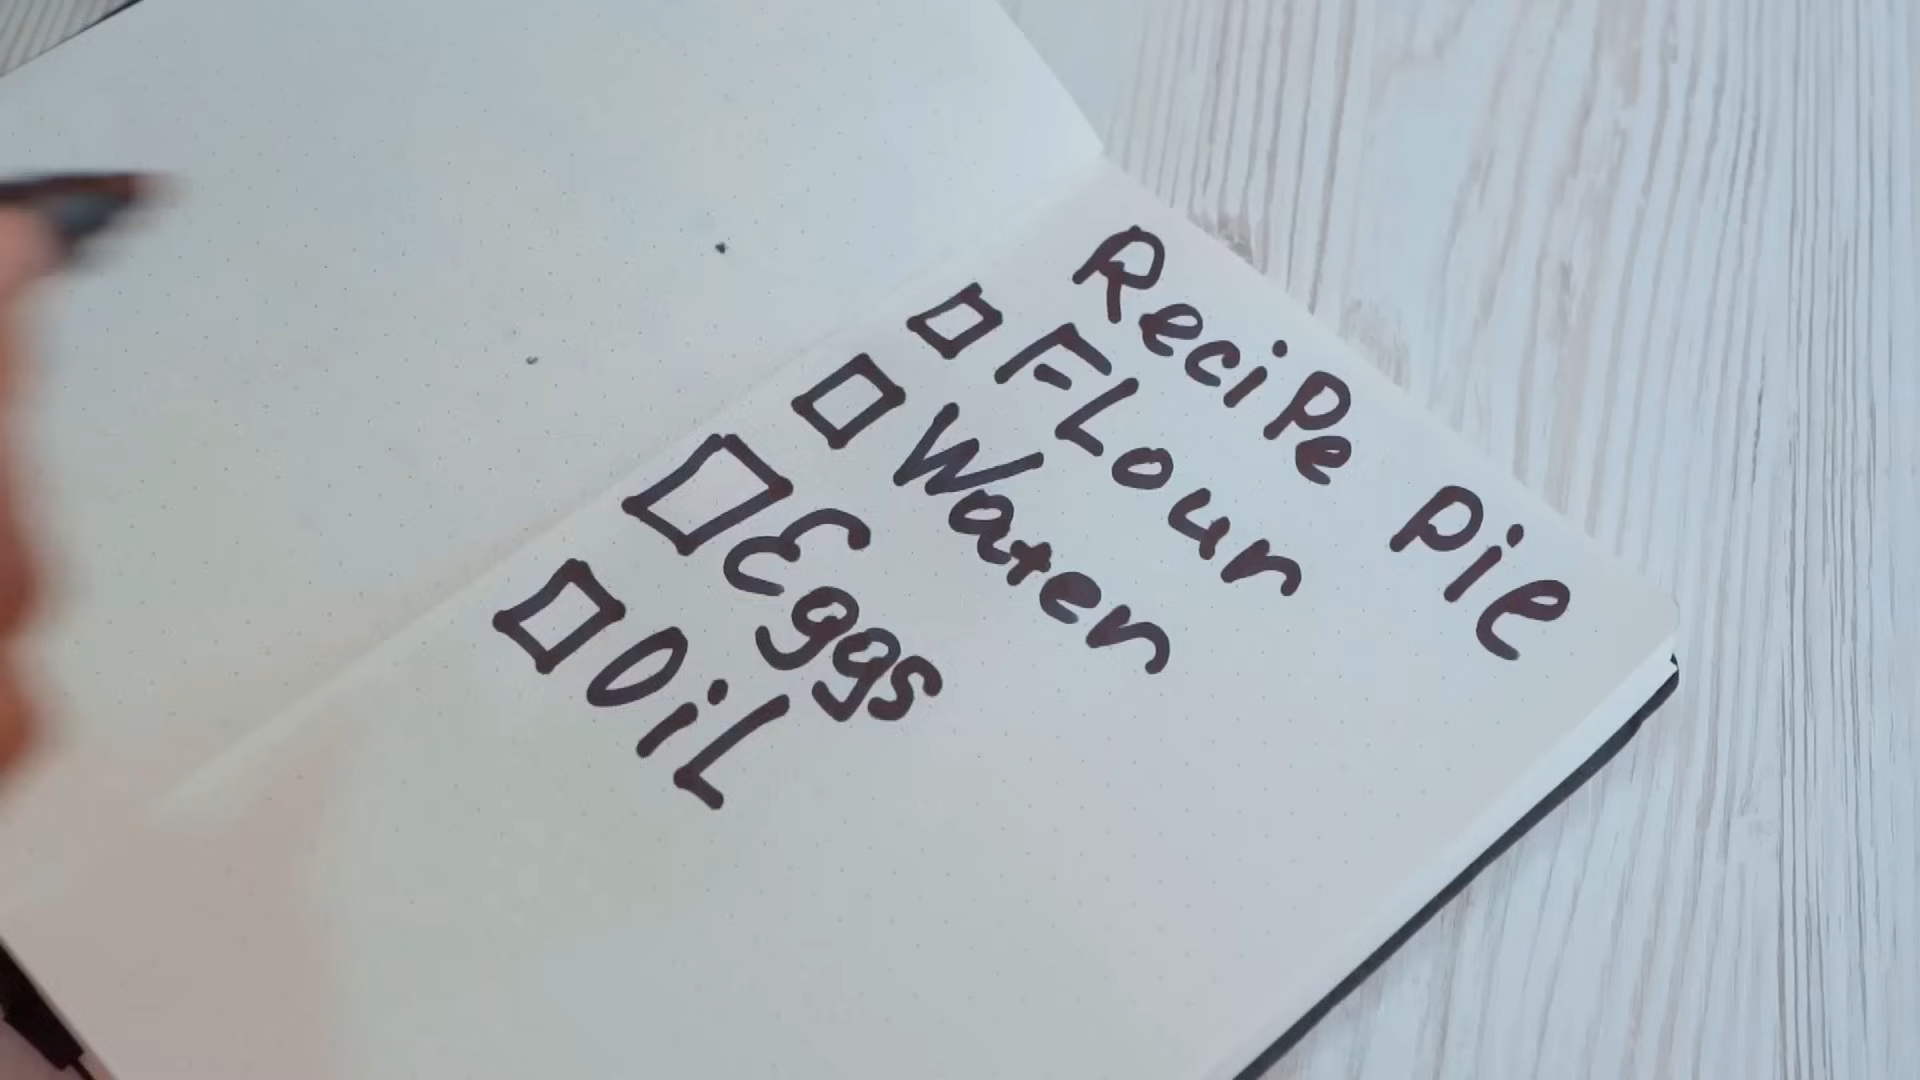 Recipe Pie
☐ FLour
☐ Water
☐ Eggs
☐ OiL